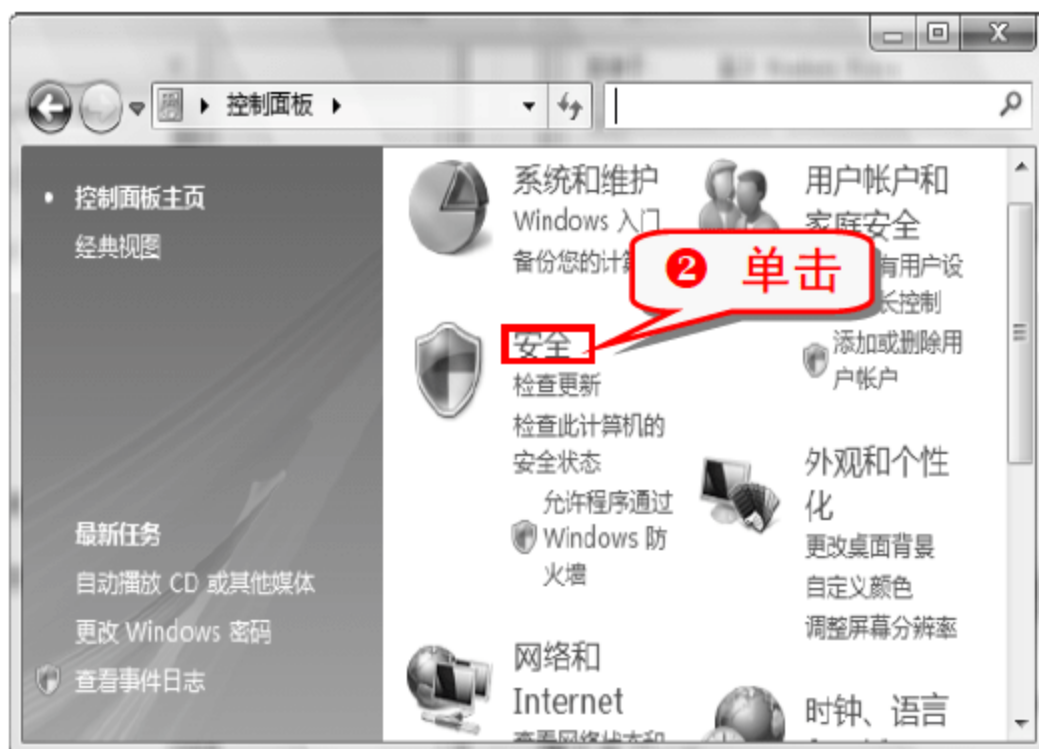 控制面板
控制面板主页
经典视图
最新任务
自动播放 CD 或其他媒体
更改 Windows 密码
查看事件日志
系统和维护
Windows 入门
备份您的计
安全
检查更新
检查此计算机的
安全状态
允许程序通过
Windows 防
火墙
网络和
Internet
查看网络状态和
用户帐户和
家庭安全
有用户设
长控制
添加或删除用
户帐户
外观和个性
化
更改桌面背景
自定义颜色
调整屏幕分辨率
时钟、语言
❷ 单击